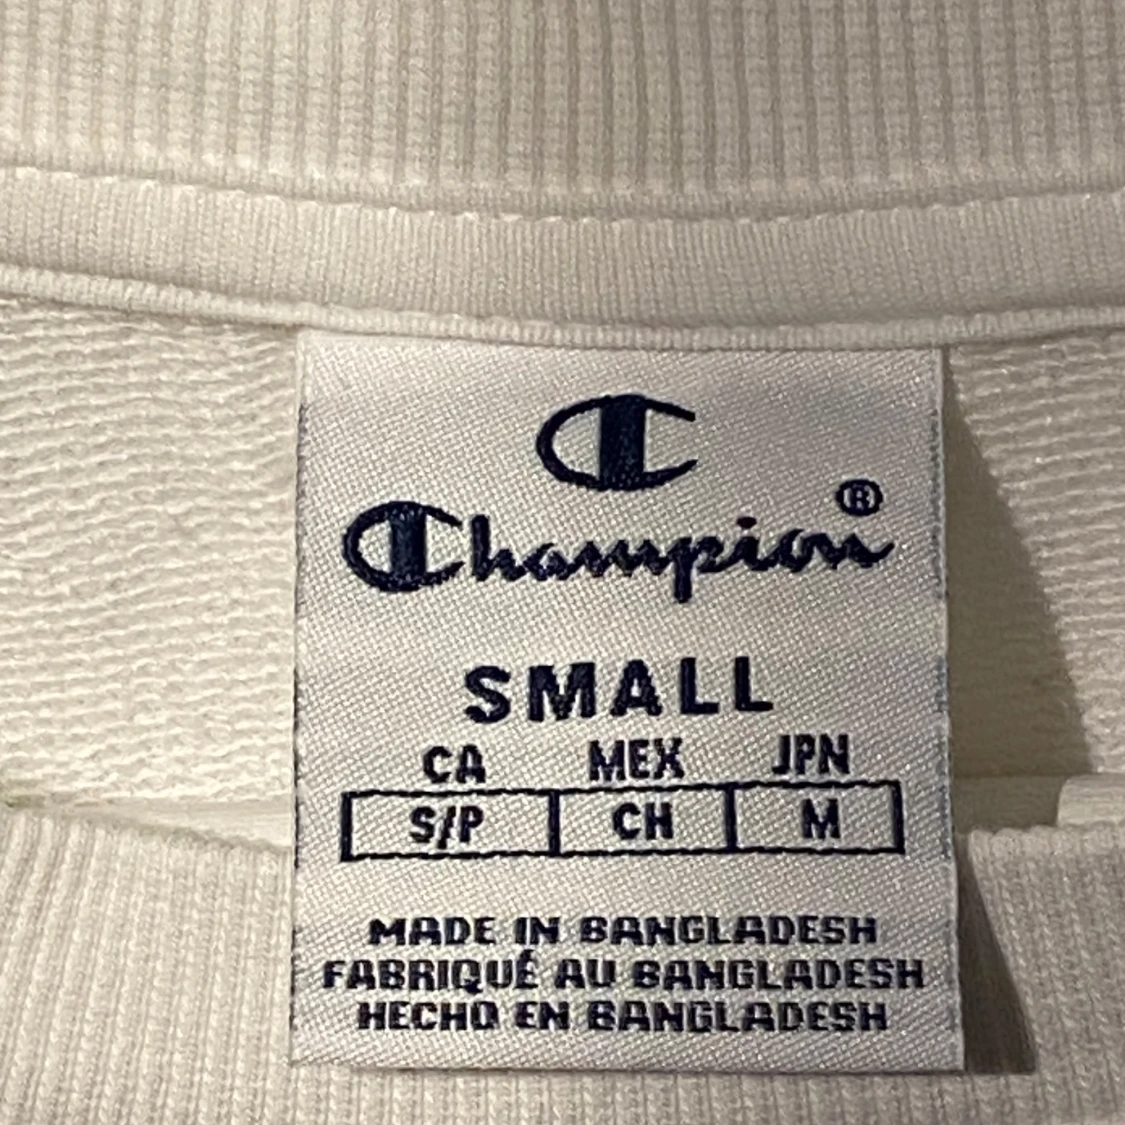 C
Champion®
SMALL
CA MEX JPN
S/P CH M
MADE IN BANGLADESH
FABRIQUÉ AU BANGLADESH
HECHO EN BANGLADESH